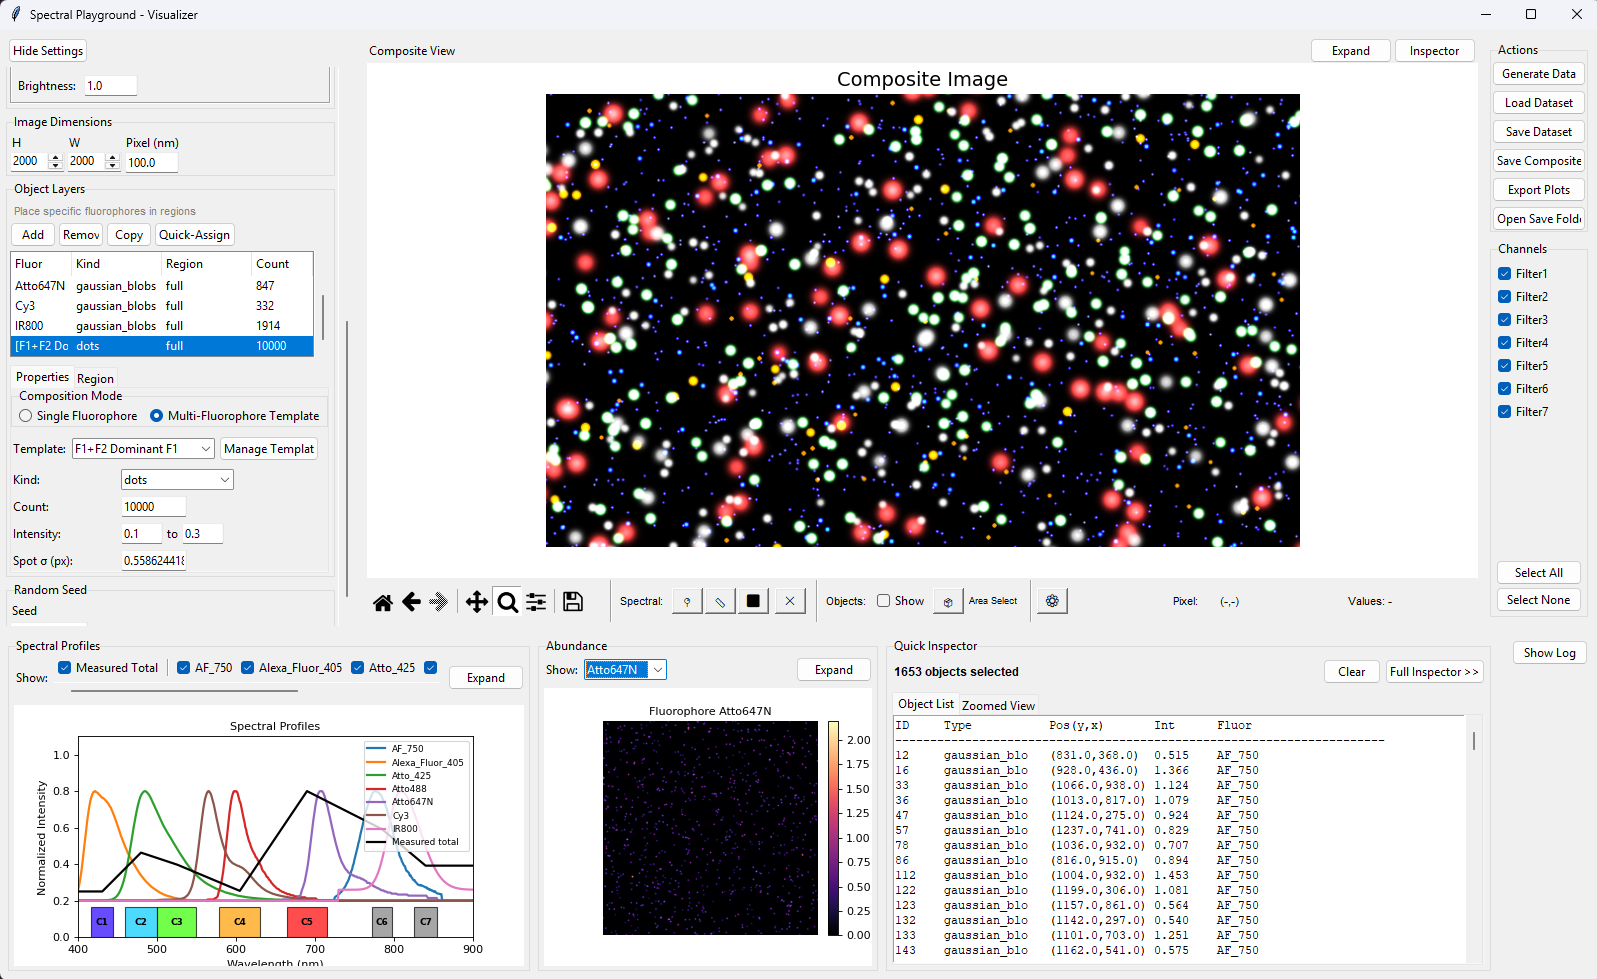 Spectral Playground - Visualizer
Hide Settings
Brightness: 1.0
Image Dimensions
H W Pixel (nm)
2000 2000 100.0
Object Layers
Place specific fluorophores in regions
Add Remov Copy Quick-Assign
Fluor Kind Region Count
Atto647N gaussian_blobs full 847
Cy3 gaussian_blobs full 332
IR800 gaussian_blobs full 1914
[F1+F2 Do dots full 10000
Properties Region
Composition Mode
Single Fluorophore Multi-Fluorophore Template
Template: F1+F2 Dominant F1 Manage Templat
Kind: dots
Count: 10000
Intensity: 0.1 to 0.3
Spot σ (px): 0.558624418
Random Seed
Seed
Composite View
Expand Inspector
Composite Image
Spectral: Objects: Show Area Select Pixel: (-,-) Values: -
Actions
Generate Data
Load Dataset
Save Dataset
Save Composite
Export Plots
Open Save Folde
Channels
Filter1
Filter2
Filter3
Filter4
Filter5
Filter6
Filter7
Select All
Select None
Show Log
Spectral Profiles
Show: Measured Total AF_750 Alexa_Fluor_405 Atto_425
Expand
Spectral Profiles
Normalized Intensity
1.0
0.8
0.6
0.4
0.2
0.0
AF_750
Alexa_Fluor_405
Atto_425
Atto488
Atto647N
Cy3
IR800
Measured total
C1 C2 C3 C4 C5 C6 C7
400 500 600 700 800 900
Wavelength (nm)
Abundance
Show: Atto647N Expand
Fluorophore Atto647N
2.00
1.75
1.50
1.25
1.00
0.75
0.50
0.25
0.00
Quick Inspector
1653 objects selected Clear Full Inspector >>
Object List Zoomed View
ID Type Pos(y,x) Int Fluor
----------------------------------------------------------------------
12 gaussian_blo (831.0,368.0) 0.515 AF_750
16 gaussian_blo (928.0,436.0) 1.366 AF_750
33 gaussian_blo (1066.0,938.0) 1.124 AF_750
36 gaussian_blo (1013.0,817.0) 1.079 AF_750
47 gaussian_blo (1124.0,275.0) 0.924 AF_750
57 gaussian_blo (1237.0,741.0) 0.829 AF_750
78 gaussian_blo (1036.0,932.0) 0.707 AF_750
86 gaussian_blo (816.0,915.0) 0.894 AF_750
112 gaussian_blo (1004.0,932.0) 1.453 AF_750
122 gaussian_blo (1199.0,306.0) 1.081 AF_750
123 gaussian_blo (1157.0,861.0) 0.564 AF_750
132 gaussian_blo (1142.0,297.0) 0.540 AF_750
133 gaussian_blo (1101.0,703.0) 1.251 AF_750
143 gaussian_blo (1162.0,541.0) 0.575 AF_750